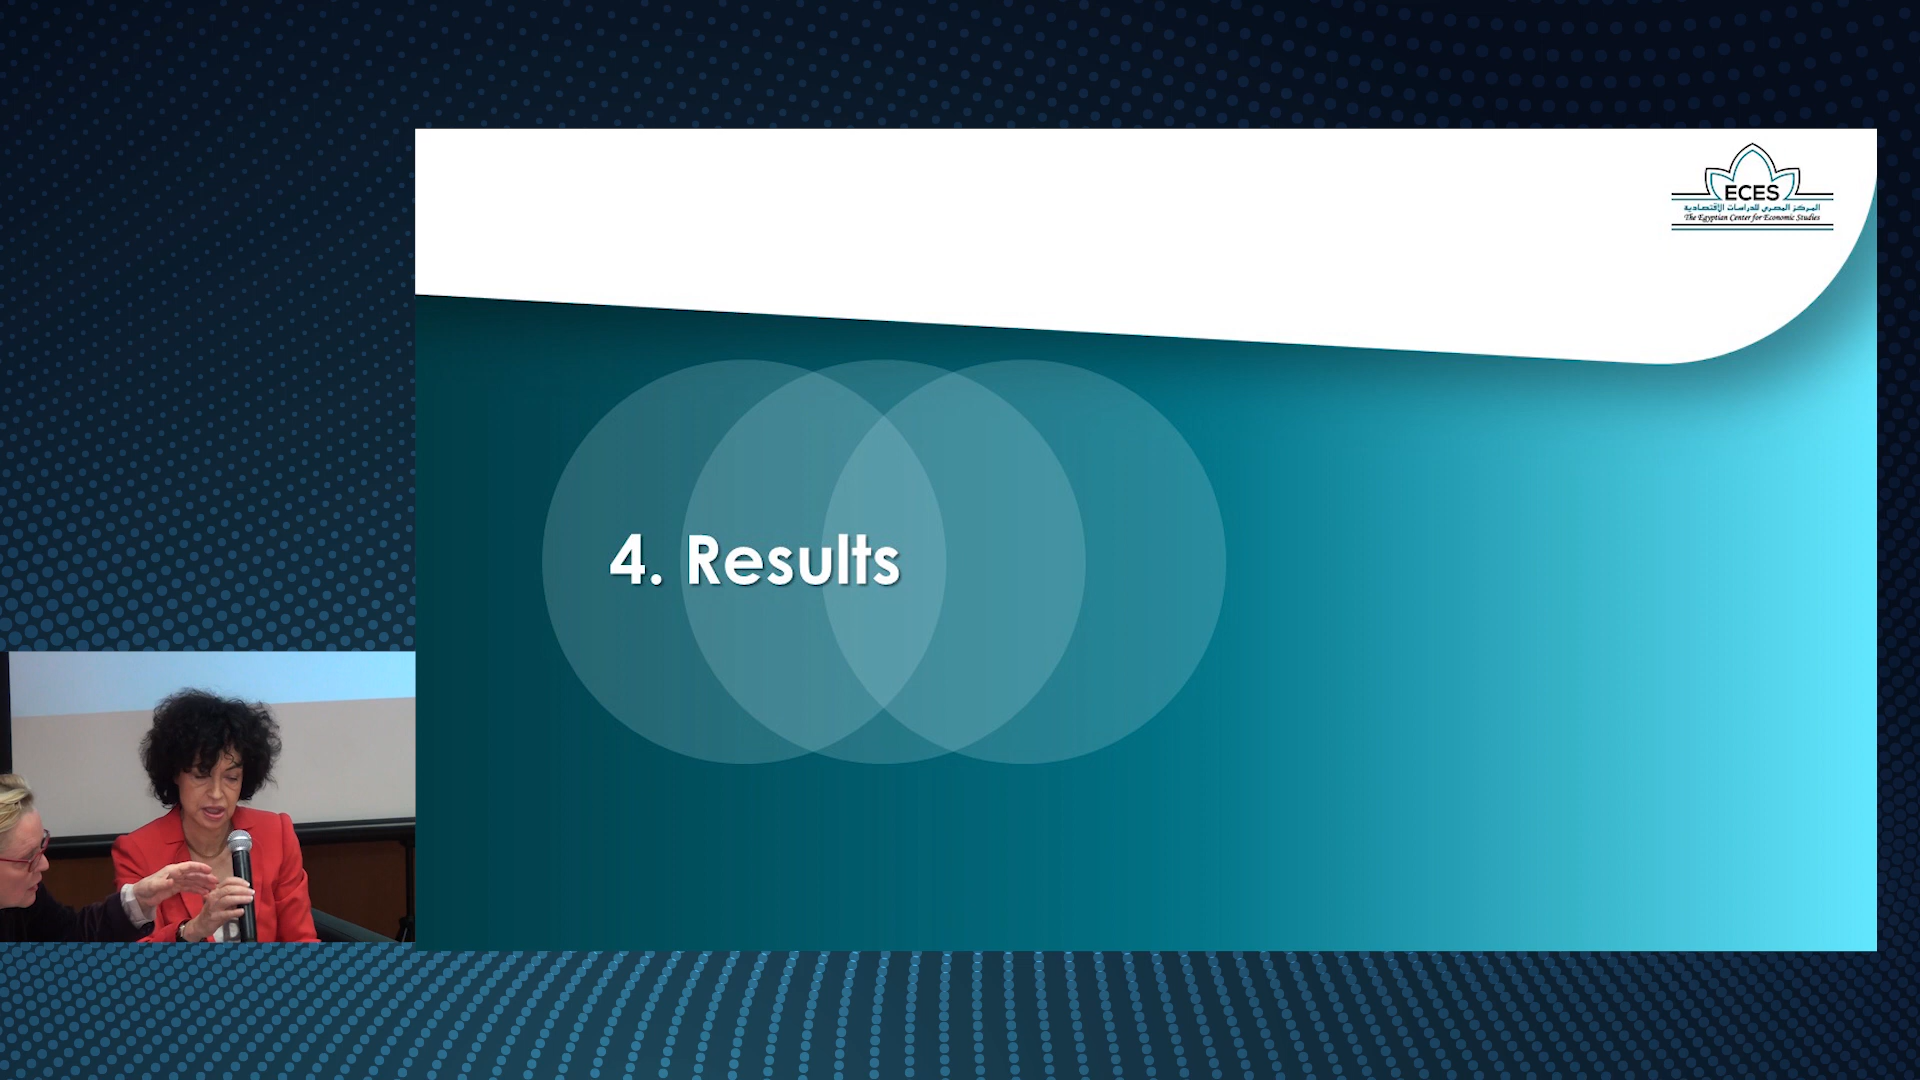 ECES
المركز المصري للدراسات الاقتصادية
The Egyptian Center for Economic Studies
4. Results